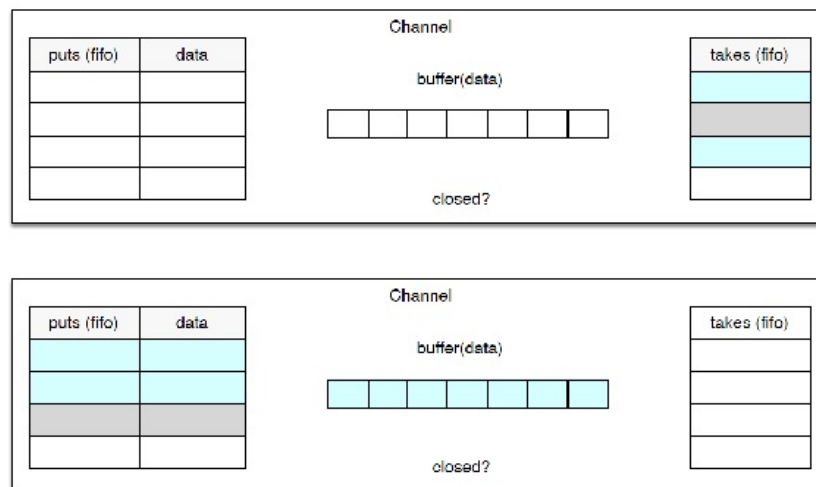 Channel
puts (fifo) data takes (fifo)
buffer(data)
closed?
Channel
puts (fifo) data takes (fifo)
buffer(data)
closed?